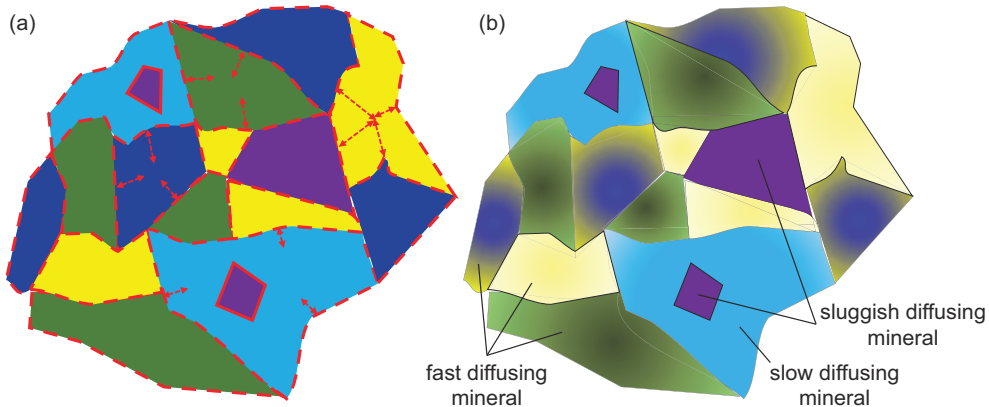 (a)
(b)
sluggish diffusing
mineral
fast diffusing
mineral
slow diffusing
mineral